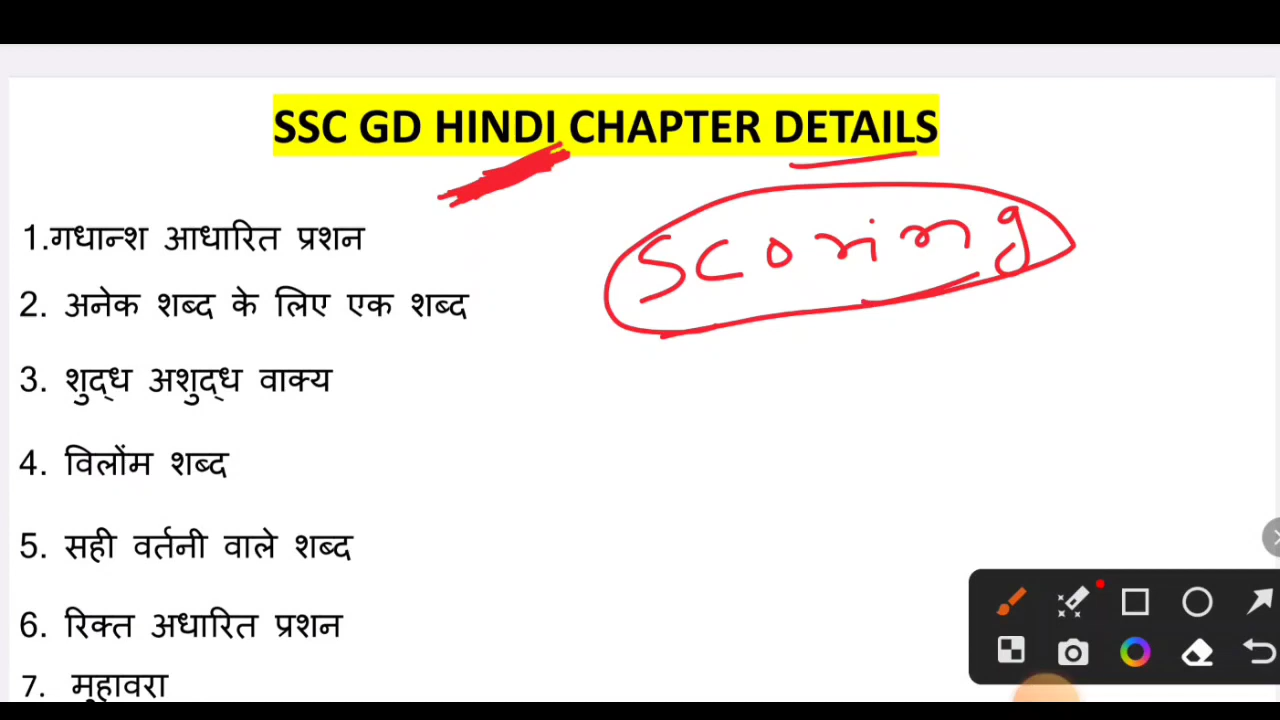 SSC GD HINDI CHAPTER DETAILS
Scoring
1.गधान्श आधारित प्रशन
2. अनेक शब्द के लिए एक शब्द
3. शुद्ध अशुद्ध वाक्य
4. विलोंम शब्द
5. सही वर्तनी वाले शब्द
6. रिक्त अधारित प्रशन
7. मूहावरा